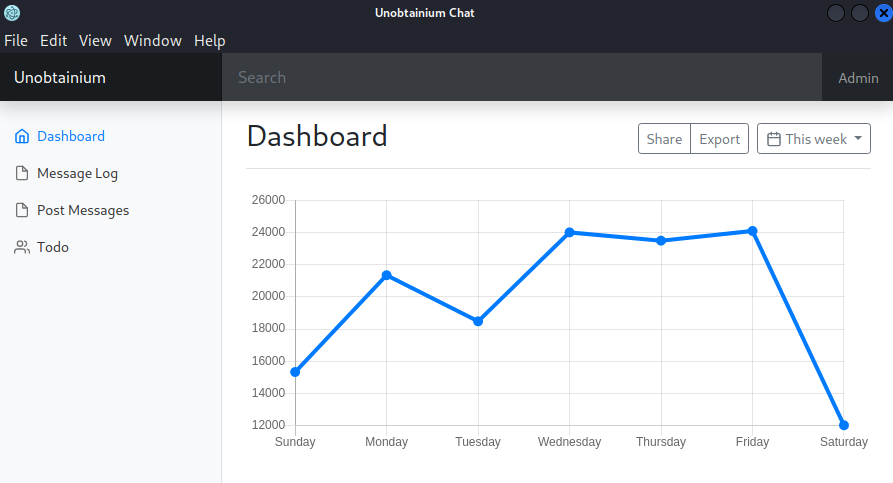 Unobtainium Chat
File Edit View Window Help
Unobtainium Search Admin
Dashboard
Message Log
Post Messages
Todo
Dashboard Share Export This week
26000
24000
22000
20000
18000
16000
14000
12000
Sunday Monday Tuesday Wednesday Thursday Friday Saturday